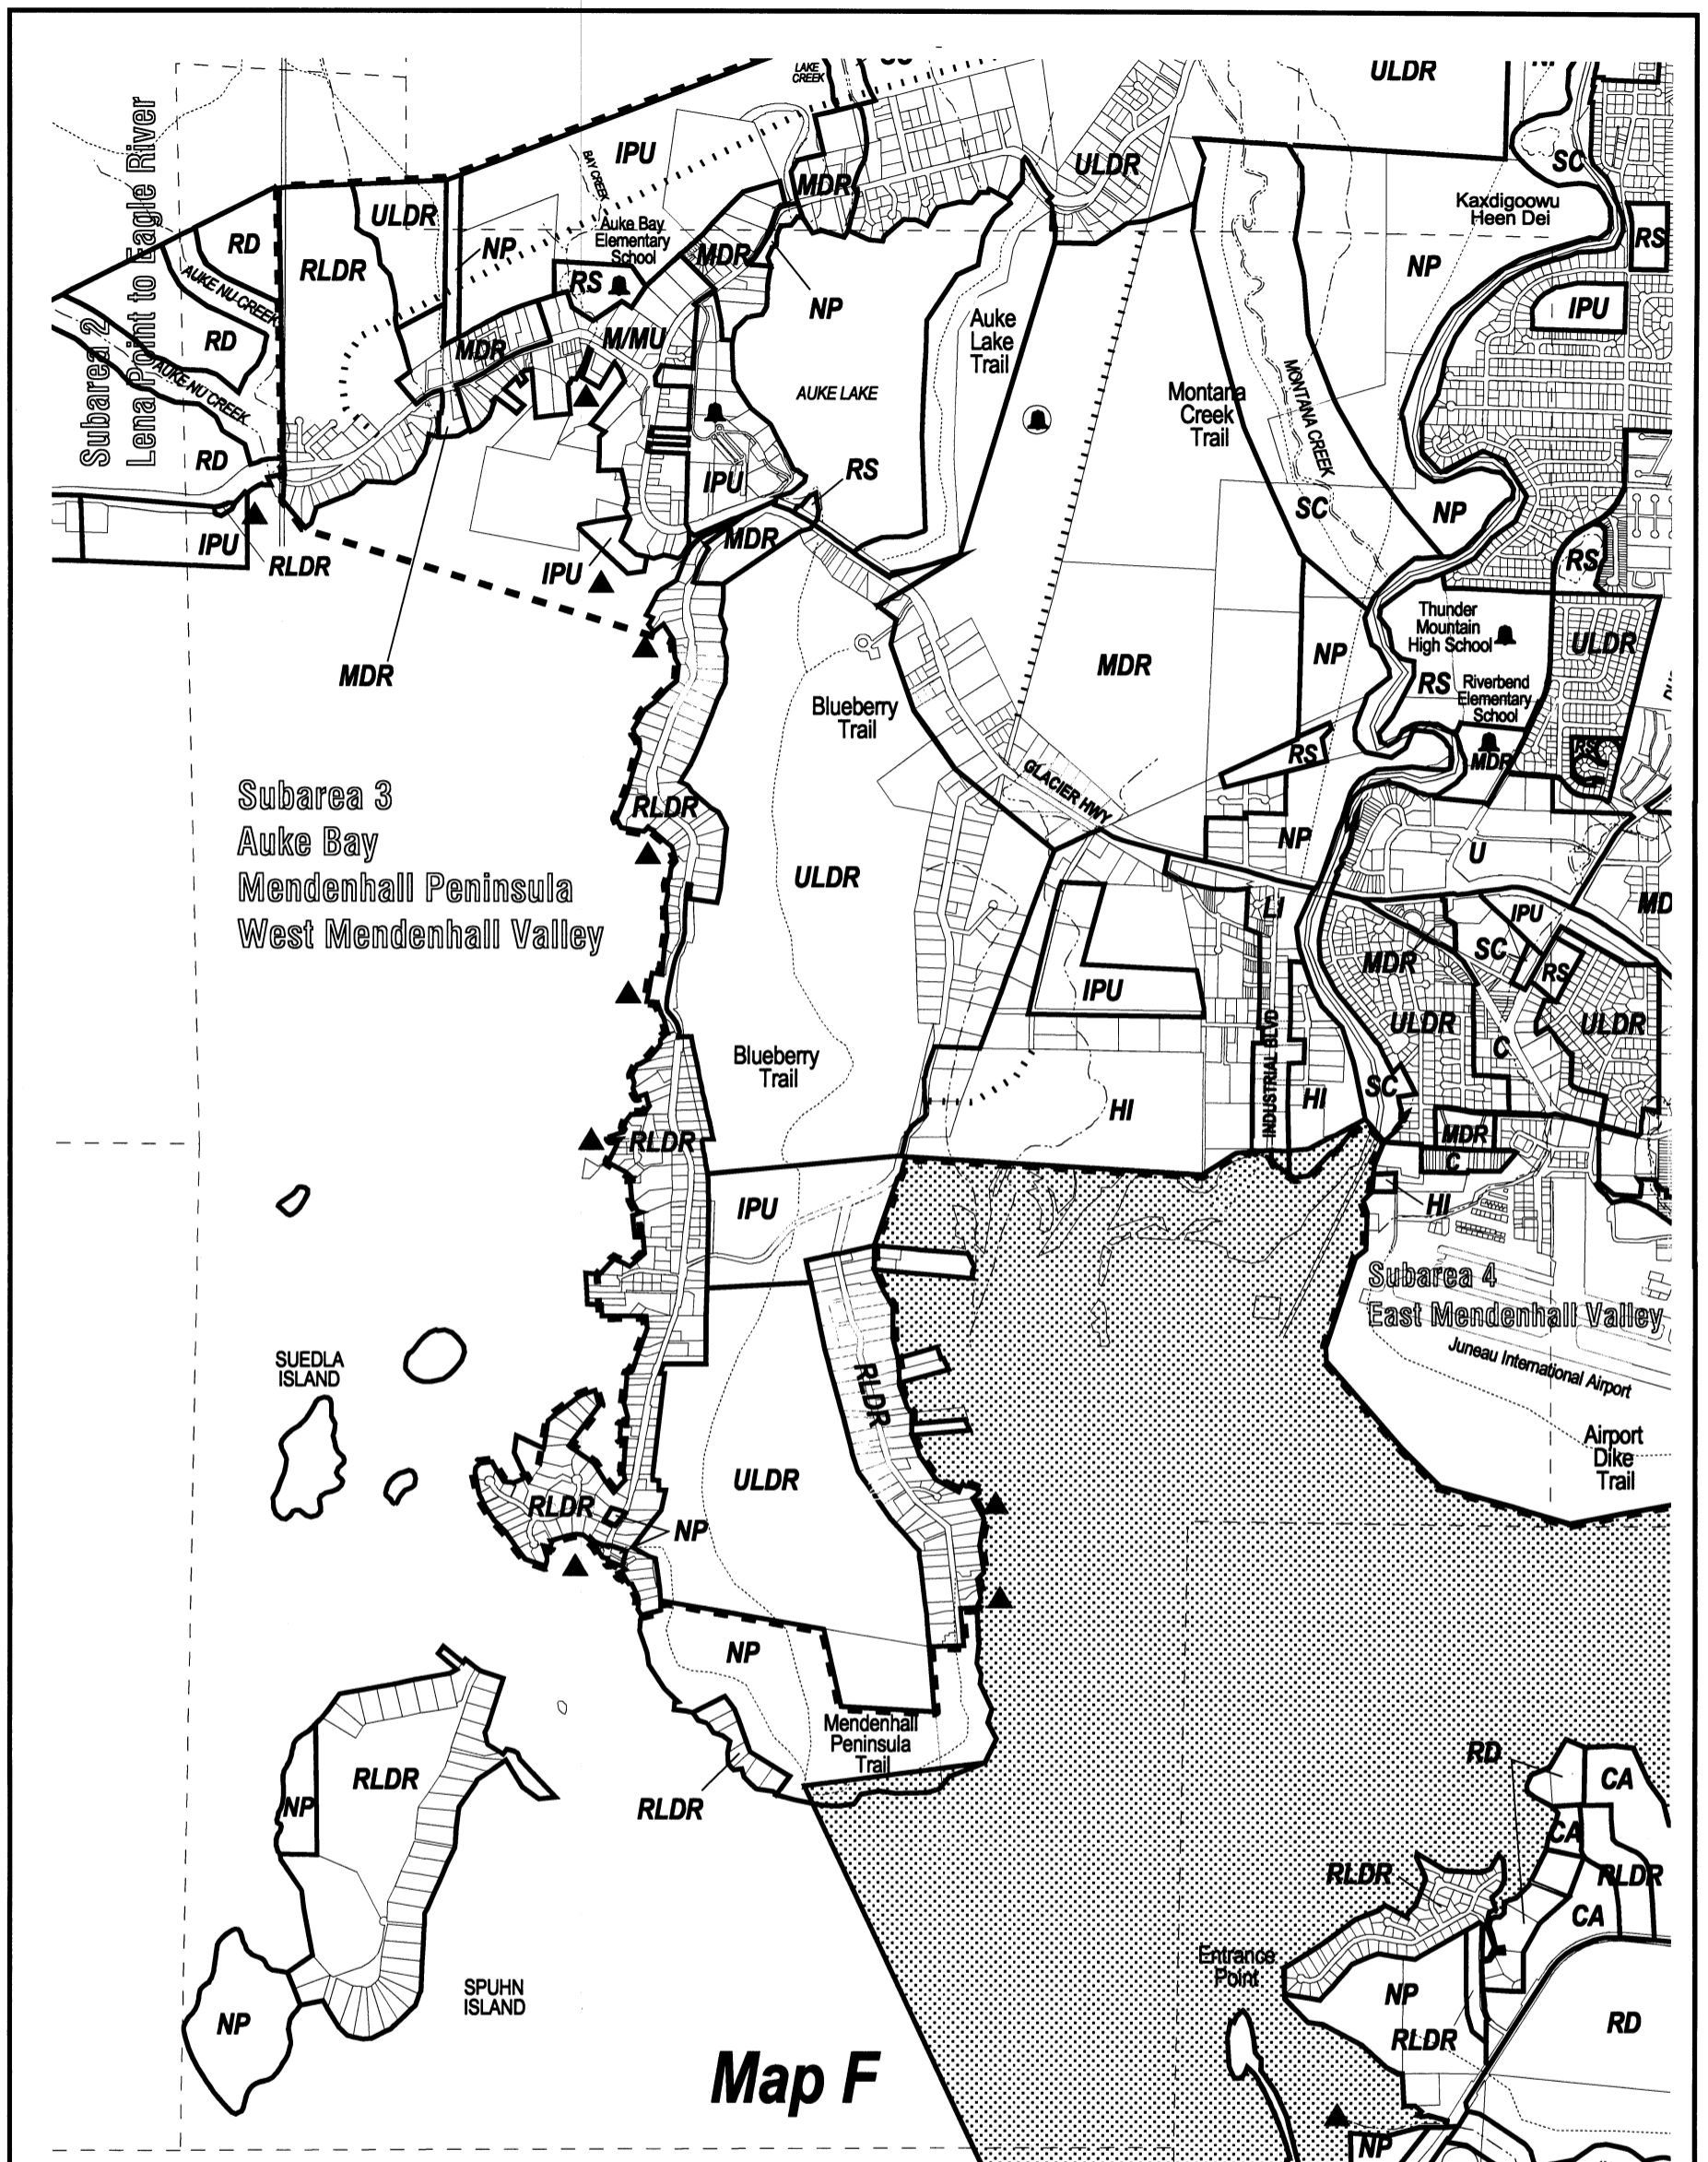 LAKE
CREEK
ULDR
IPU
BAY CREEK
MDR
ULDR
SC
Kaxdigoowu
Heen Dei
Subarea 2
Lena Point to Eagle River
RD
AUKE NU CREEK
RD
AUKE NU CREEK
RD
RLDR
ULDR
NP
Auke Bay
Elementary
School
RS
MDR
NP
RS
NP
IPU
M/MU
MDR
AUKE LAKE
Auke
Lake
Trail
Montana
Creek
Trail
MONTANA CREEK
IPU
RS
SC
NP
RS
IPU
RLDR
IPU
MDR
MDR
MDR
NP
Thunder
Mountain
High School
RS
Riverbend
Elementary
School
ULDR
RS
MDR
Blueberry
Trail
RS
GLACIER HWY
Subarea 3
Auke Bay
Mendenhall Peninsula
West Mendenhall Valley
RLDR
NP
U
ULDR
LI
IPU
SC
RS
MD
MDR
IPU
ULDR
ULDR
C
Blueberry
Trail
INDUSTRIAL BLVD
HI
HI
SC
RLDR
MDR
C
HI
IPU
Subarea 4
East Mendenhall Valley
Juneau International Airport
SUEDLA
ISLAND
RLDR
Airport
Dike
Trail
ULDR
RLDR
NP
NP
Mendenhall
Peninsula
Trail
RLDR
RLDR
NP
RD
CA
CA
RLDR
RLDR
CA
Entrance
Point
NP
RLDR
RD
SPUHN
ISLAND
NP
Map F
NP